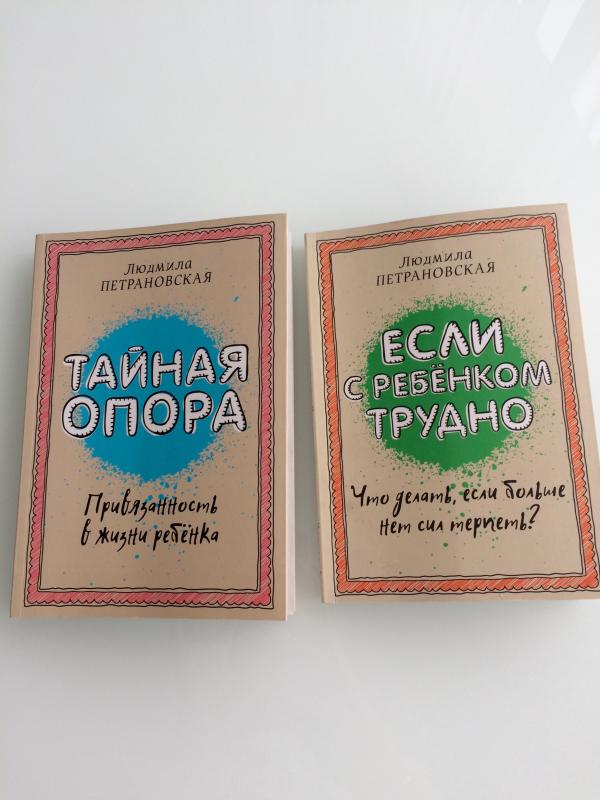 Людмила
ПЕТРАНОВСКАЯ
ТАЙНАЯ
ОПОРА
Привязанность
в жизни ребёнка
Людмила
ПЕТРАНОВСКАЯ
ЕСЛИ
С РЕБЁНКОМ
ТРУДНО
Что делать, если больше
нет сил терпеть?